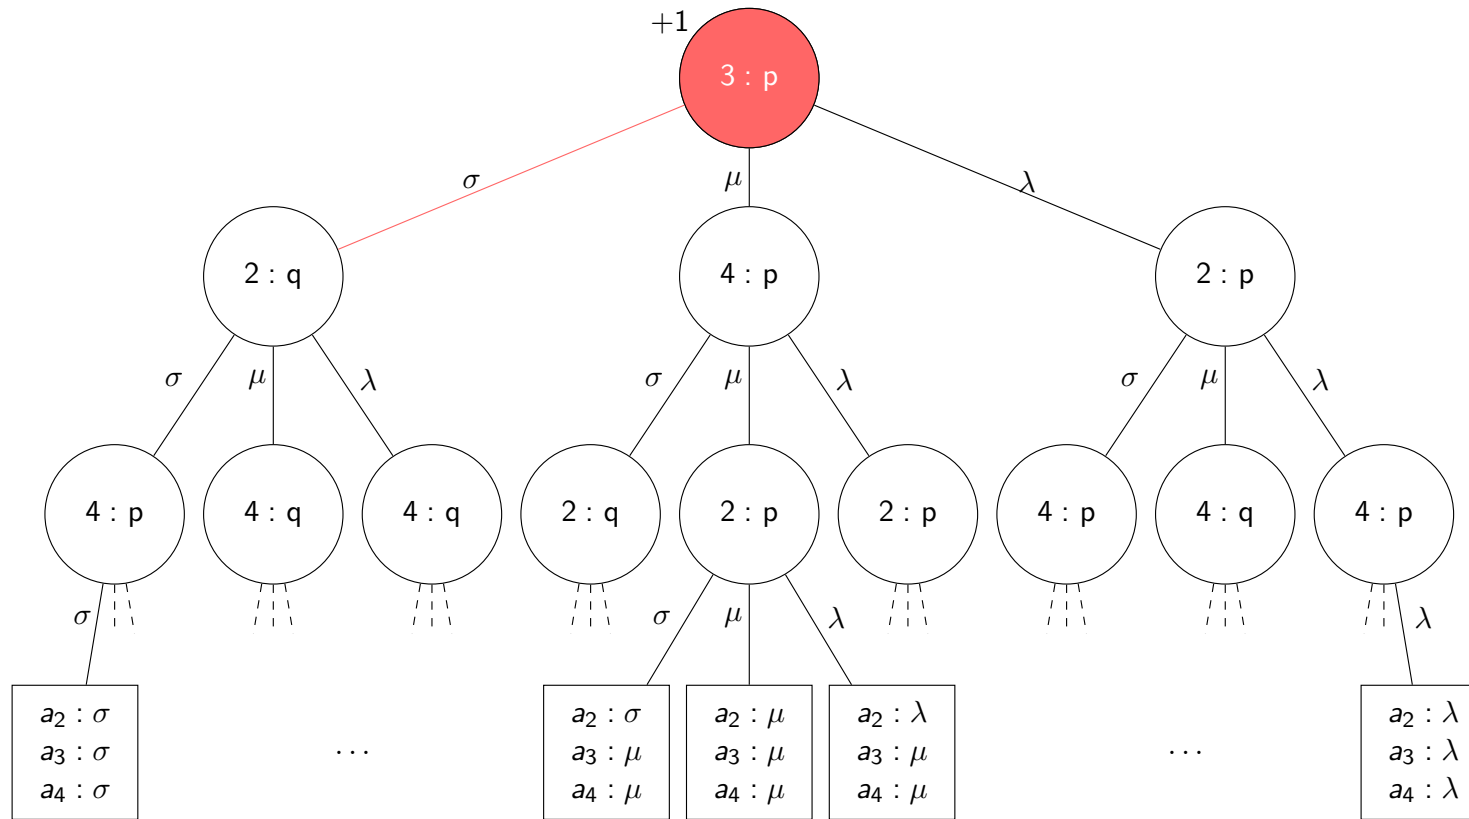 +1
3 : p
σ μ λ
2 : q 4 : p 2 : p
σ μ λ σ μ λ σ μ λ
4 : p 4 : q 4 : q 2 : q 2 : p 2 : p 4 : p 4 : q 4 : p
σ σ μ λ λ
a2 : σ a2 : σ a2 : μ a2 : λ a2 : λ
a3 : σ ... a3 : μ a3 : μ a3 : μ ... a3 : λ
a4 : σ a4 : μ a4 : μ a4 : μ a4 : λ